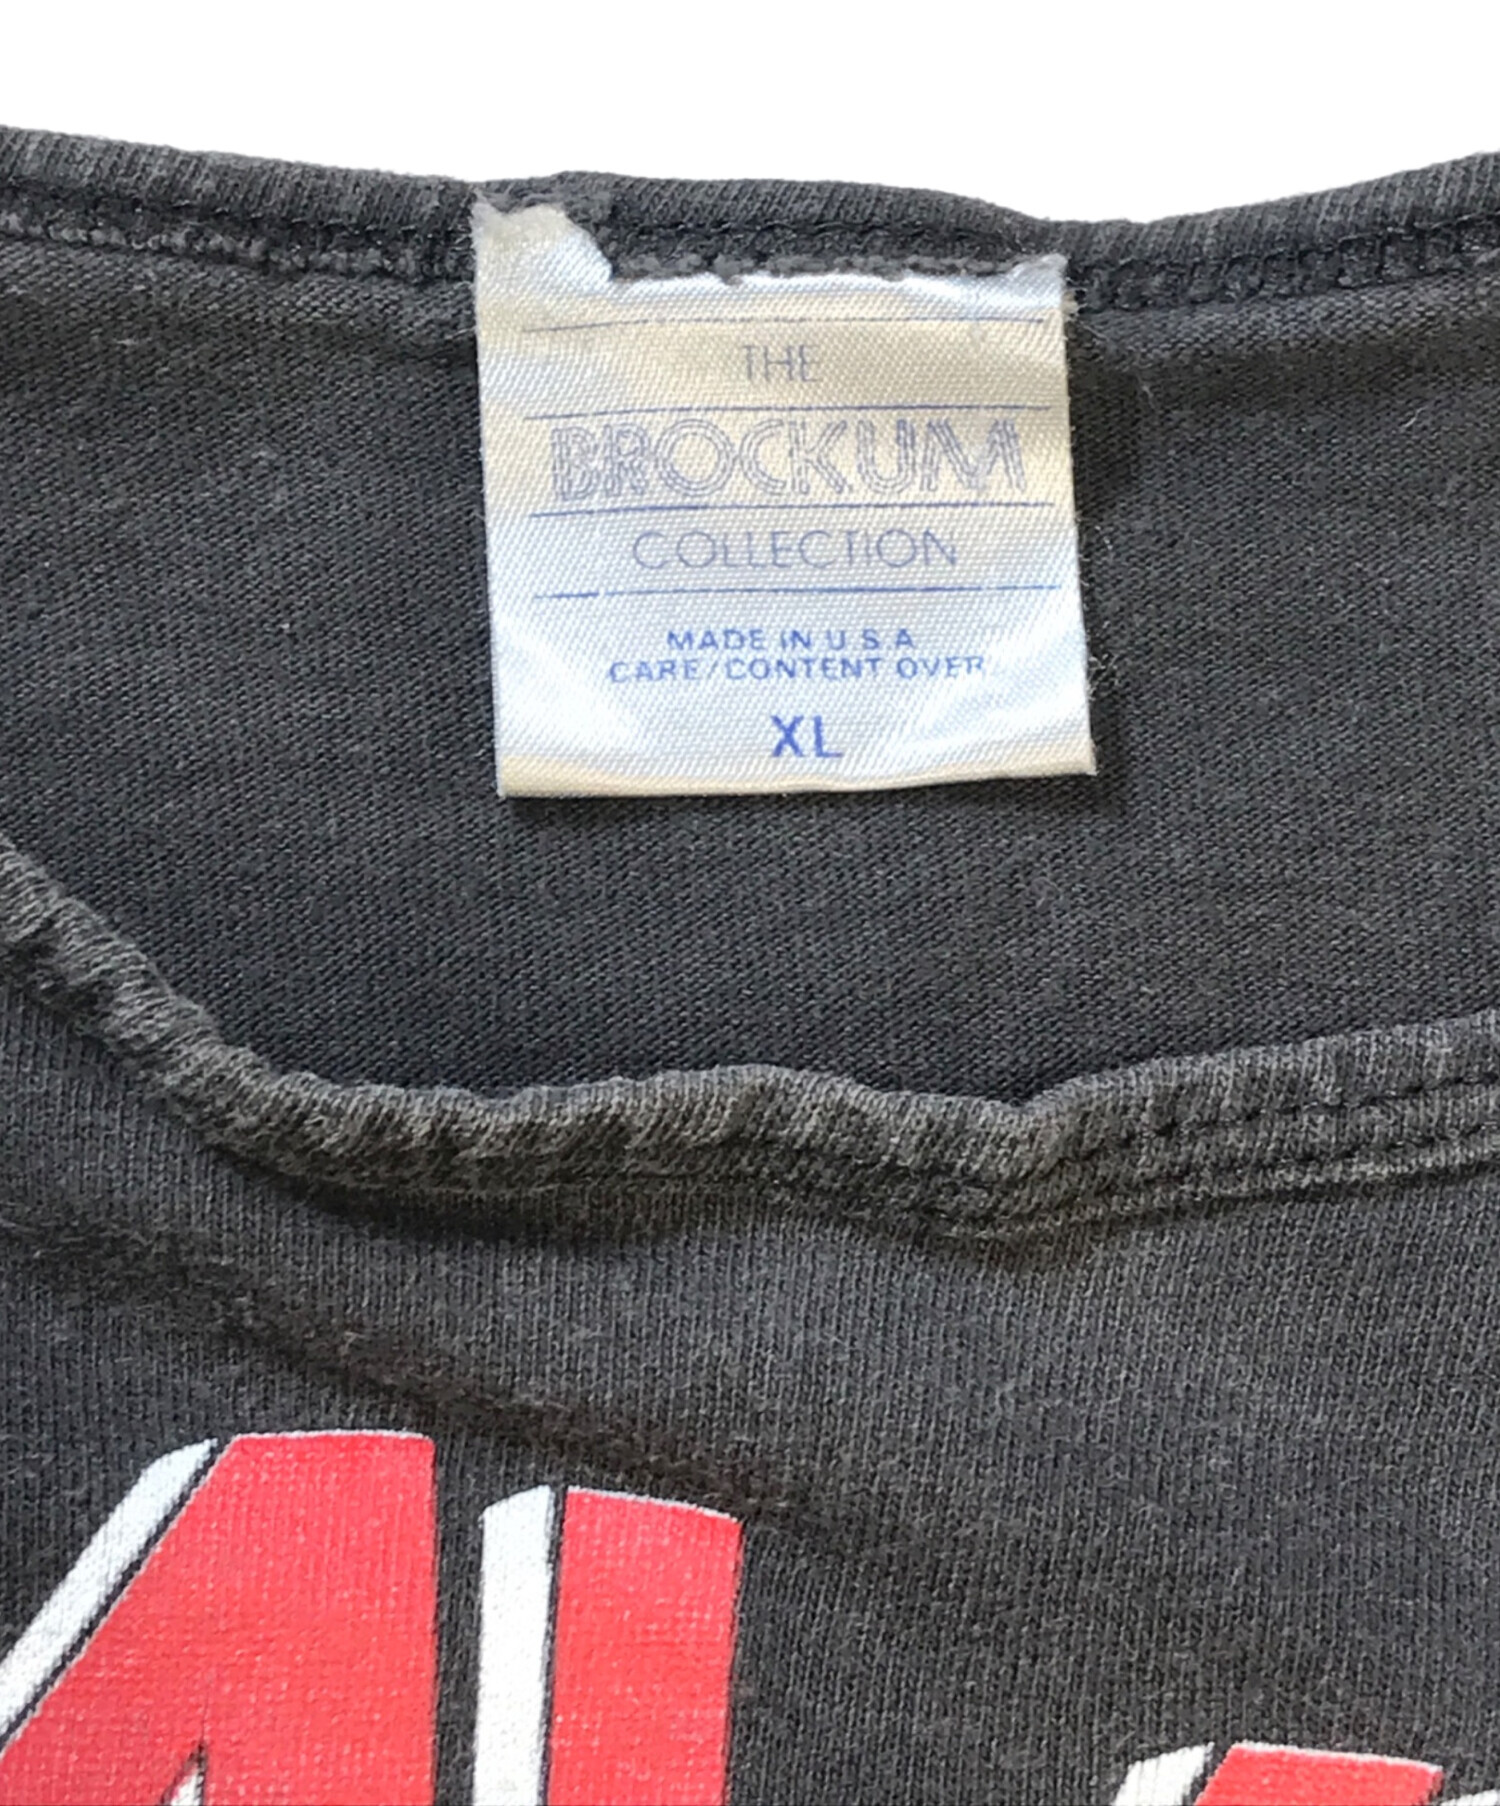 THE
BROCKUM
COLLECTION
MADE IN U S A
CARE/CONTENT OVER
XL